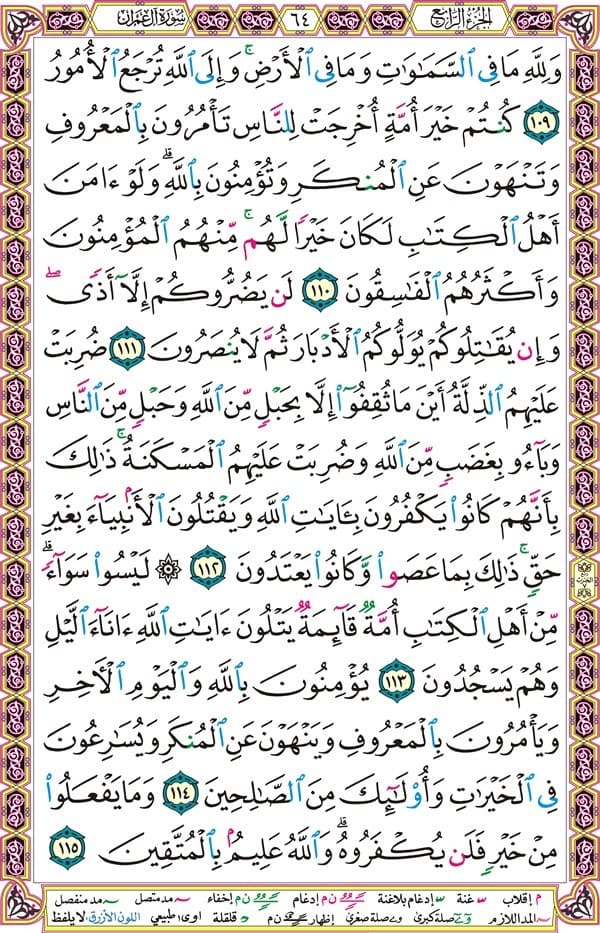 الجزء الرابع ٦٤ سورة آل عمران
وَلِلَّهِ مَا فِي ٱلسَّمَٰوَٰتِ وَمَا فِي ٱلۡأَرۡضِۚ وَإِلَى ٱللَّهِ تُرۡجَعُ ٱلۡأُمُورُ
١٠٩ كُنتُمۡ خَيۡرَ أُمَّةٍ أُخۡرِجَتۡ لِلنَّاسِ تَأۡمُرُونَ بِٱلۡمَعۡرُوفِ
وَتَنۡهَوۡنَ عَنِ ٱلۡمُنكَرِ وَتُؤۡمِنُونَ بِٱللَّهِۗ وَلَوۡ ءَامَنَ
أَهۡلُ ٱلۡكِتَٰبِ لَكَانَ خَيۡرٗا لَّهُمۚ مِّنۡهُمُ ٱلۡمُؤۡمِنُونَ
وَأَكۡثَرُهُمُ ٱلۡفَٰسِقُونَ ١١٠ لَن يَضُرُّوكُمۡ إِلَّآ أَذٗىۖ
وَإِن يُقَٰتِلُوكُمۡ يُوَلُّوكُمُ ٱلۡأَدۡبَارَ ثُمَّ لَا يُنصَرُونَ ١١١ ضُرِبَتۡ
عَلَيۡهِمُ ٱلذِّلَّةُ أَيۡنَ مَا ثُقِفُوٓاْ إِلَّا بِحَبۡلٖ مِّنَ ٱللَّهِ وَحَبۡلٖ مِّنَ ٱلنَّاسِ
وَبَآءُو بِغَضَبٖ مِّنَ ٱللَّهِ وَضُرِبَتۡ عَلَيۡهِمُ ٱلۡمَسۡكَنَةُۚ ذَٰلِكَ
بِأَنَّهُمۡ كَانُواْ يَكۡفُرُونَ بِـَٔايَٰتِ ٱللَّهِ وَيَقۡتُلُونَ ٱلۡأَنۢبِيَآءَ بِغَيۡرِ
حَقّٖۚ ذَٰلِكَ بِمَا عَصَواْ وَّكَانُواْ يَعۡتَدُونَ ١١٢ ۞ لَيۡسُواْ سَوَآءٗۗ
مِّنۡ أَهۡلِ ٱلۡكِتَٰبِ أُمَّةٞ قَآئِمَةٞ يَتۡلُونَ ءَايَٰتِ ٱللَّهِ ءَانَآءَ ٱلَّيۡلِ
وَهُمۡ يَسۡجُدُونَ ١١٣ يُؤۡمِنُونَ بِٱللَّهِ وَٱلۡيَوۡمِ ٱلۡأٓخِرِ
وَيَأۡمُرُونَ بِٱلۡمَعۡرُوفِ وَيَنۡهَوۡنَ عَنِ ٱلۡمُنكَرِ وَيُسَٰرِعُونَ
فِي ٱلۡخَيۡرَٰتِ وَأُوْلَٰٓئِكَ مِنَ ٱلصَّٰلِحِينَ ١١٤ وَمَا يَفۡعَلُواْ
مِنۡ خَيۡرٖ فَلَن يُكۡفَرُوهُۗ وَٱللَّهُ عَلِيمُۢ بِٱلۡمُتَّقِينَ ١١٥
م إقلاب غنة إدغام بلاغنة ن م إدغام ن م إخفاء مد متصل مد منفصل
المد اللازم صلة كبرى صلة صغرى إظهار ن م قلقلة اوى: طبيعي اللون الأزرق: لا يلفظ